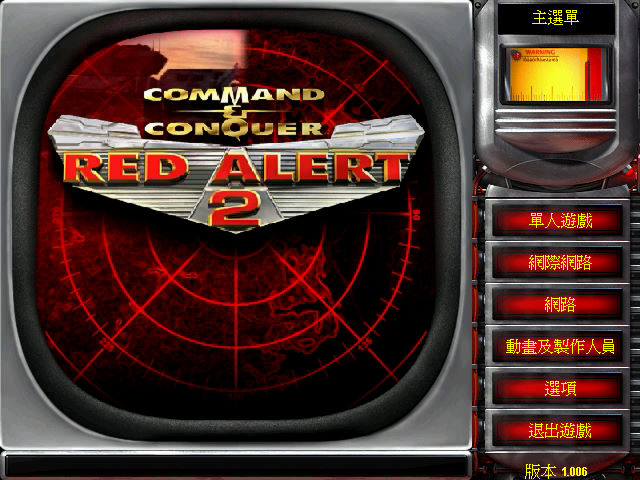 COMMAND
&
CONQUER
RED ALERT
2
主選單
WARNING
單人遊戲
網際網路
網路
動畫及製作人員
選項
退出遊戲
版本 1.006